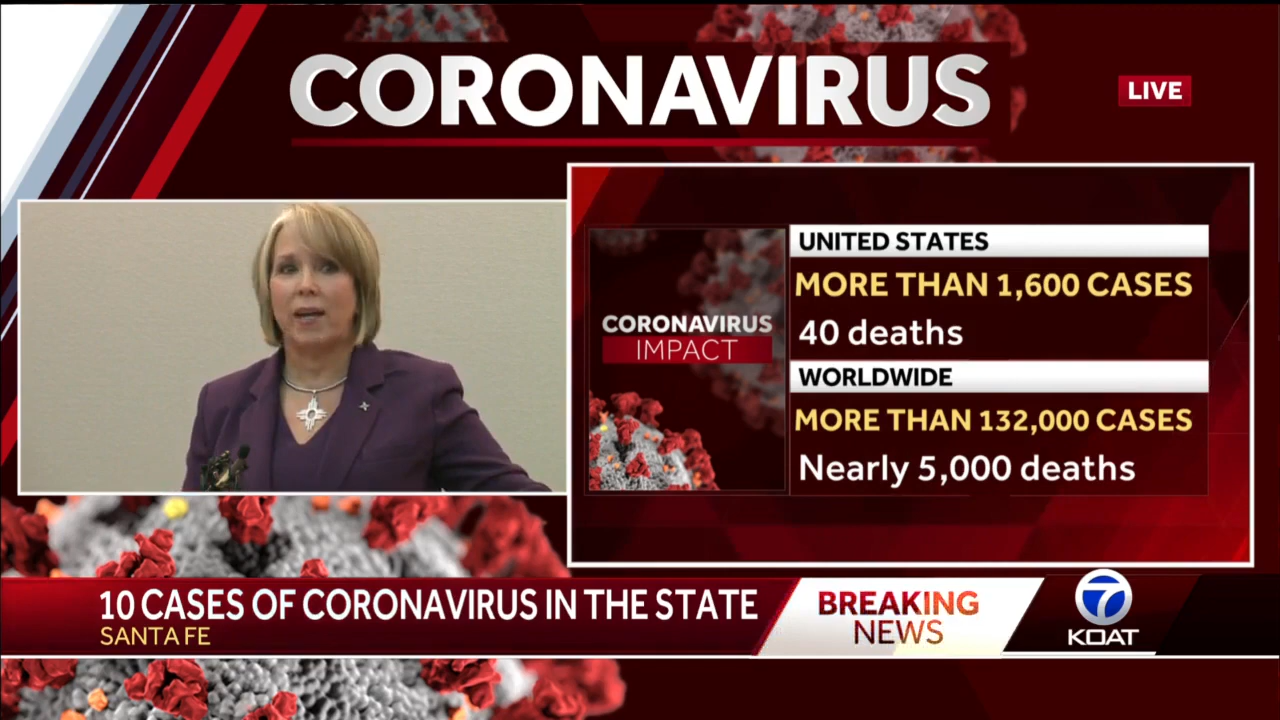 CORONAVIRUS
LIVE
CORONAVIRUS
IMPACT
UNITED STATES
MORE THAN 1,600 CASES
40 deaths
WORLDWIDE
MORE THAN 132,000 CASES
Nearly 5,000 deaths
10 CASES OF CORONAVIRUS IN THE STATE
SANTA FE
BREAKING
NEWS
7
KOAT